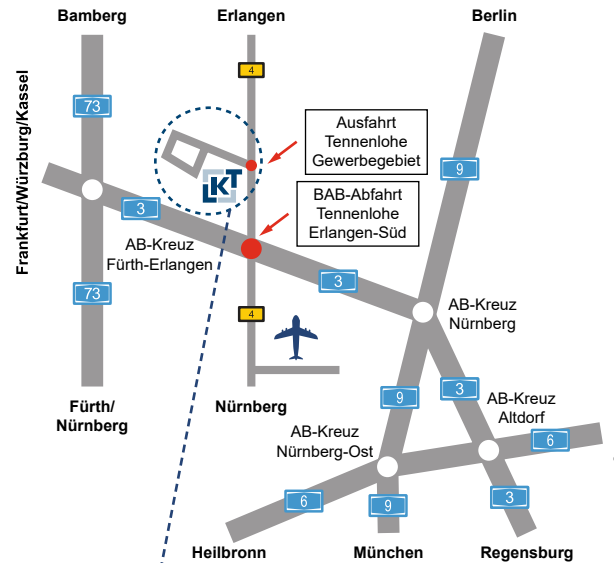 Bamberg
Erlangen
Berlin
Frankfurt/Würzburg/Kassel
4
73
Ausfahrt
Tennenlohe
Gewerbegebiet
9
LKT
BAB-Abfahrt
Tennenlohe
Erlangen-Süd
3
AB-Kreuz
Fürth-Erlangen
3
73
4
AB-Kreuz
Nürnberg
Fürth/
Nürnberg
Nürnberg
9
3
AB-Kreuz
Altdorf
AB-Kreuz
Nürnberg-Ost
6
6
9
3
Heilbronn
München
Regensburg